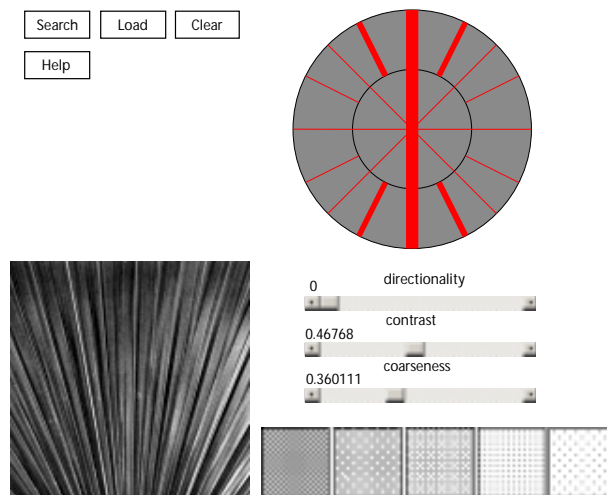 Search Load Clear
Help
0 directionality
contrast
0.46768
coarseness
0.360111